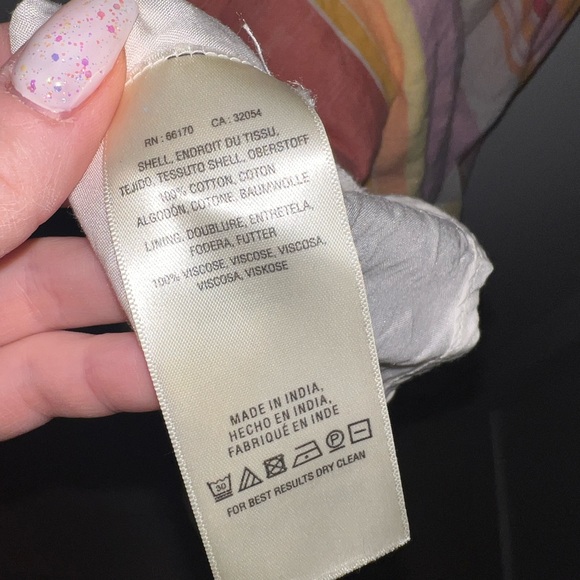 RN : 66170 CA : 32054
SHELL, ENDROIT DU TISSU,
TEJIDO, TESSUTO SHELL, OBERSTOFF
100% COTTON, COTON
ALGODÓN, COTONE, BAUMWOLLE
LINING, DOUBLURE, ENTRETELA,
FODERA, FUTTER
100% VISCOSE, VISCOSE, VISCOSA,
VISCOSA, VISKOSE
MADE IN INDIA,
HECHO EN INDIA,
FABRIQUÉ EN INDE
30 P
FOR BEST RESULTS DRY CLEAN